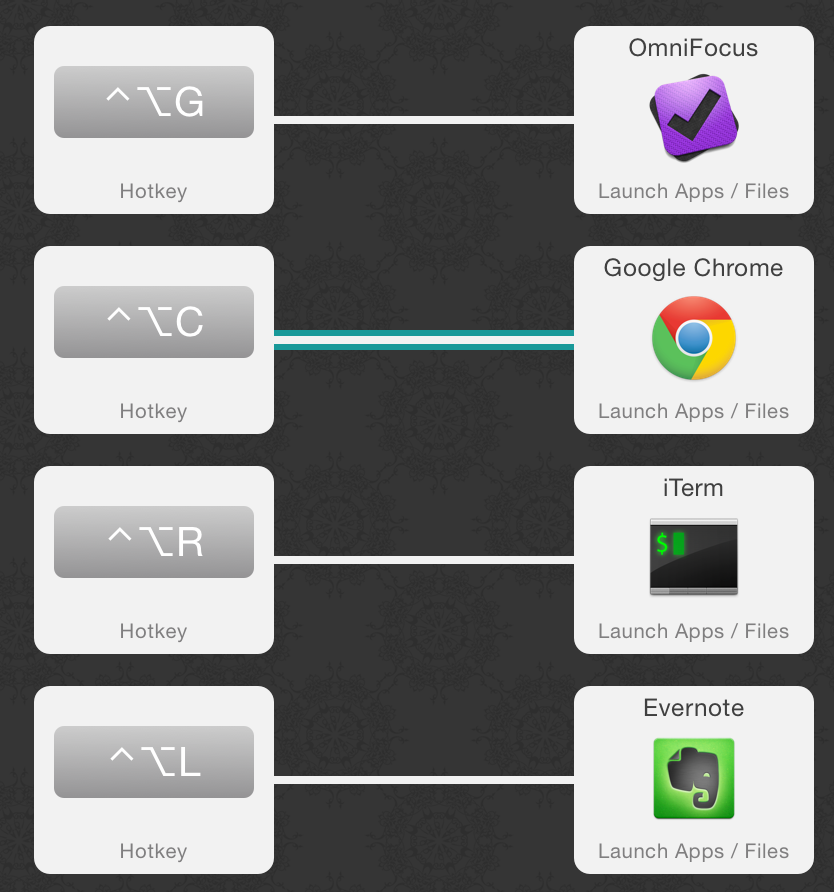 ^⌥G
Hotkey
OmniFocus
Launch Apps / Files
^⌥C
Hotkey
Google Chrome
Launch Apps / Files
^⌥R
Hotkey
iTerm
$
Launch Apps / Files
^⌥L
Hotkey
Evernote
Launch Apps / Files